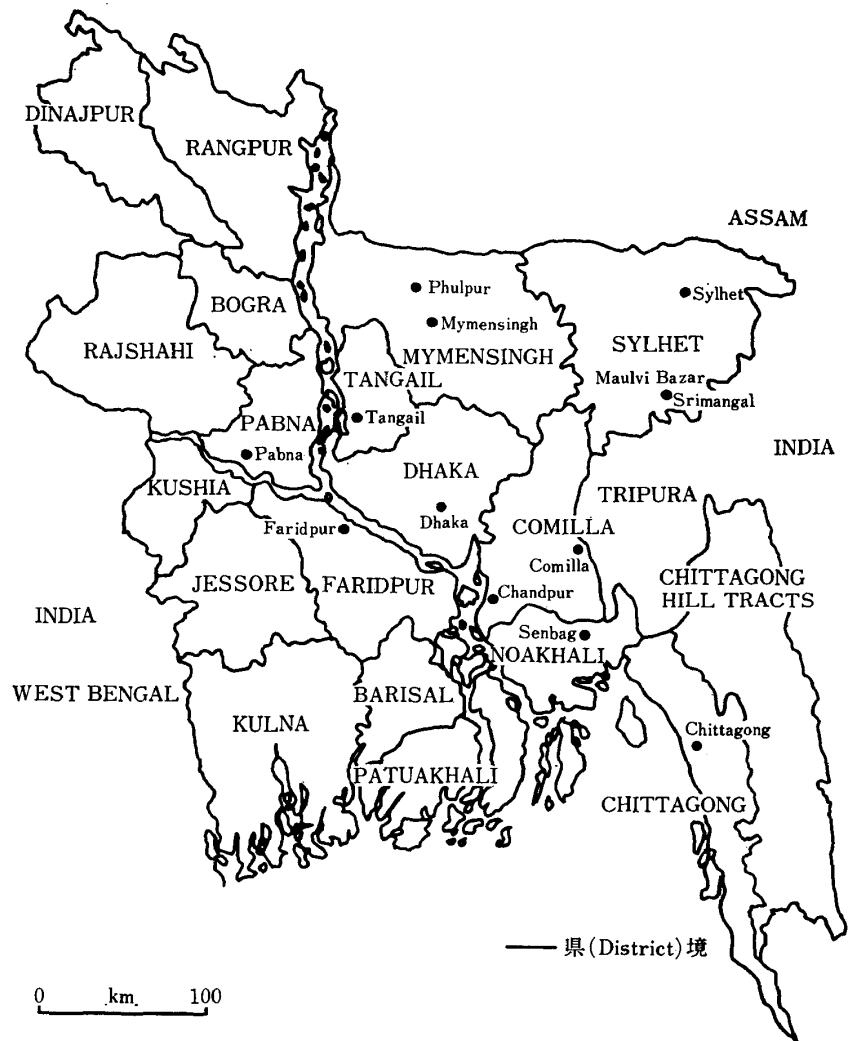 DINAJPUR
RANGPUR
ASSAM
BOGRA
Phulpur
Sylhet
Mymensingh
RAJSHAHI
MYMENSINGH
SYLHET
TANGAIL
Maulvi Bazar
Srimangal
PABNA
Tangail
Pabna
DHAKA
INDIA
KUSHIA
TRIPURA
Dhaka
Faridpur
COMILLA
Comilla
JESSORE
FARIDPUR
Chandpur
CHITTAGONG
HILL TRACTS
INDIA
Senbag
NOAKHALI
WEST BENGAL
BARISAL
KULNA
Chittagong
PATUAKHALI
CHITTAGONG
県(District)境
0 km 100